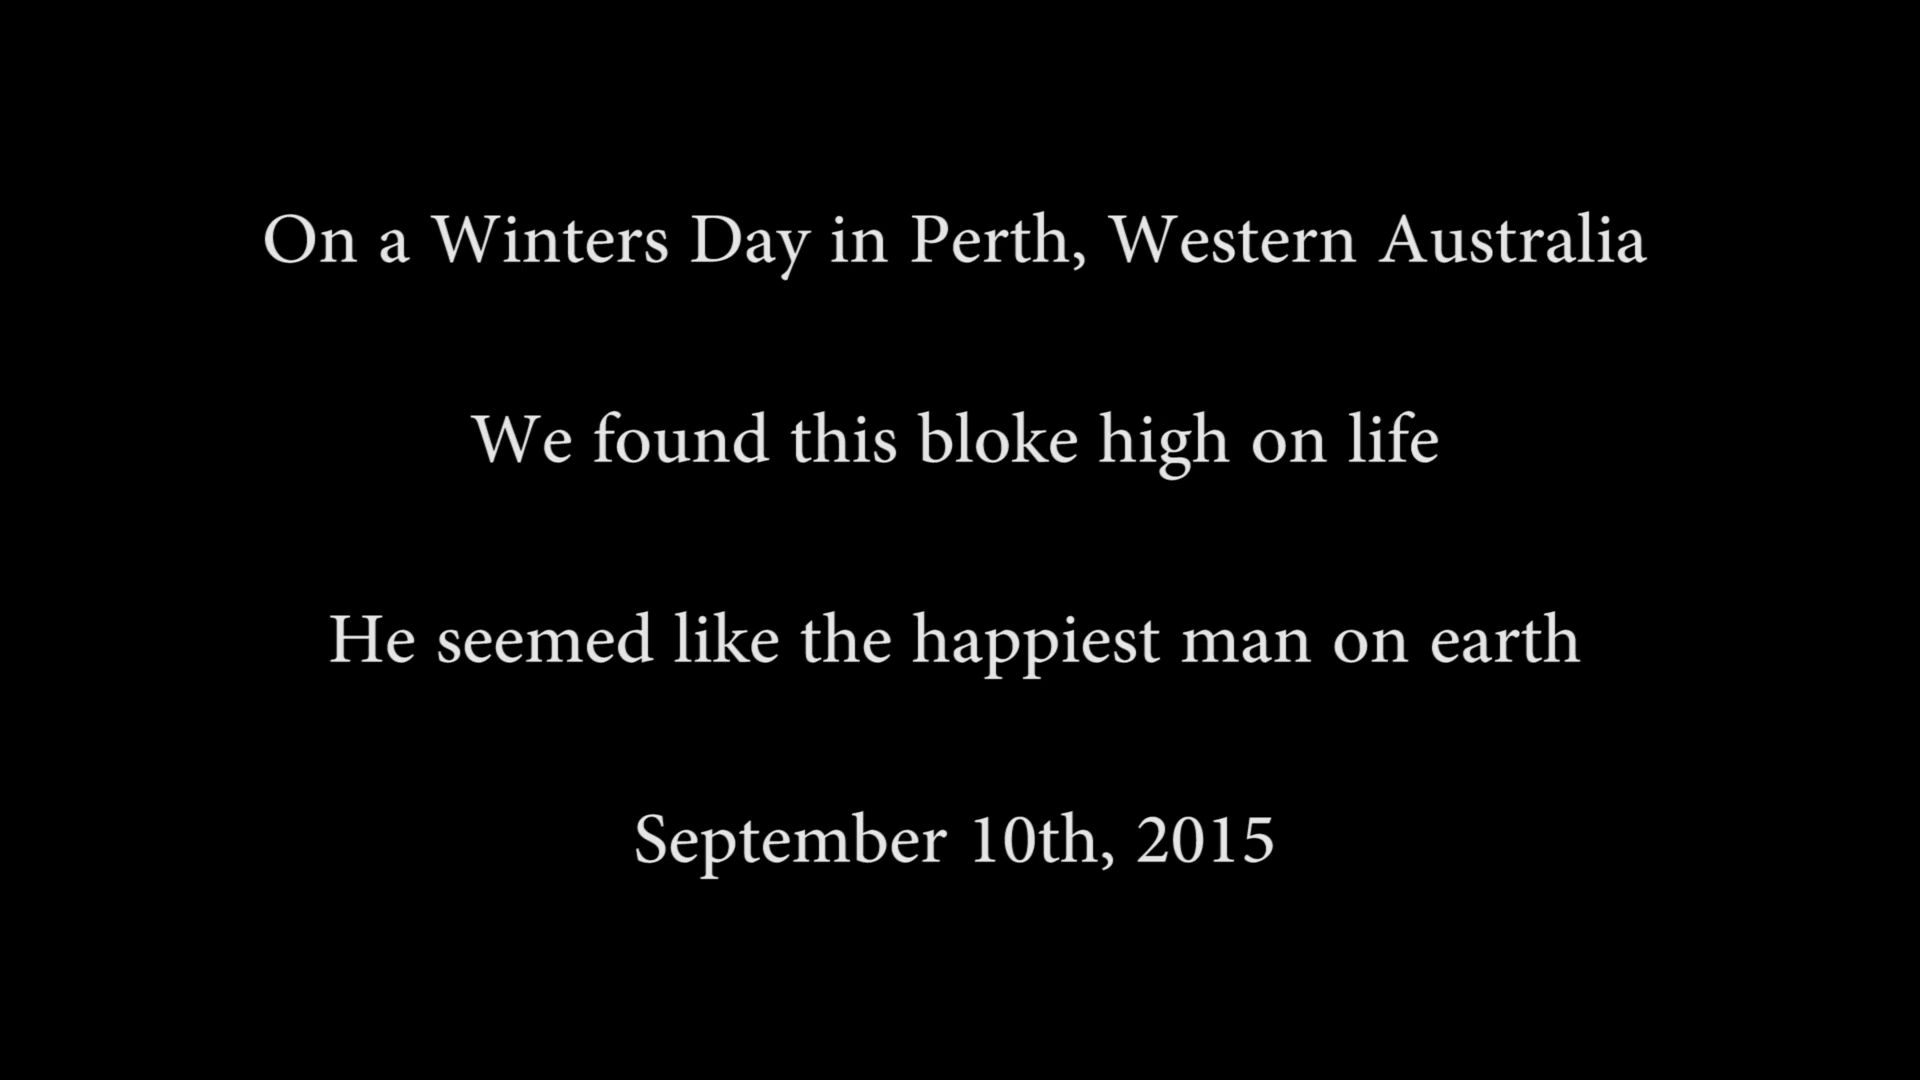 On a Winters Day in Perth, Western Australia
We found this bloke high on life
He seemed like the happiest man on earth
September 10th, 2015